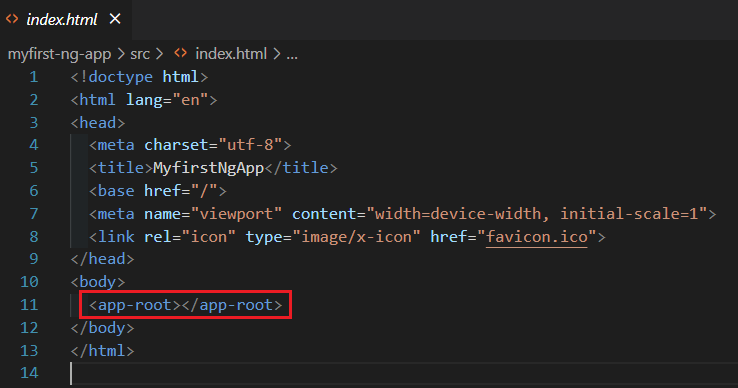 <> index.html ×
myfirst-ng-app > src > <> index.html > ...
1 <!doctype html>
2 <html lang="en">
3 <head>
4   <meta charset="utf-8">
5   <title>MyfirstNgApp</title>
6   <base href="/">
7   <meta name="viewport" content="width=device-width, initial-scale=1">
8   <link rel="icon" type="image/x-icon" href="favicon.ico">
9 </head>
10 <body>
11   <app-root></app-root>
12 </body>
13 </html>
14